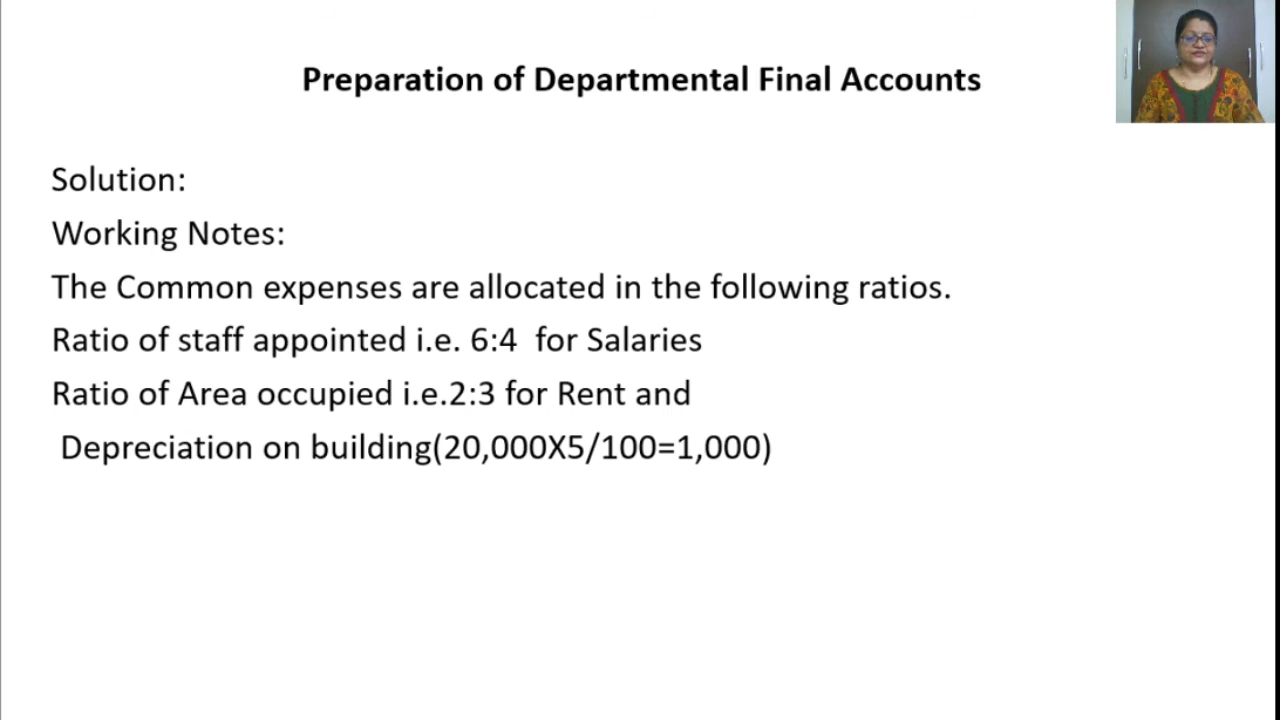 Preparation of Departmental Final Accounts
Solution:
Working Notes:
The Common expenses are allocated in the following ratios.
Ratio of staff appointed i.e. 6:4  for Salaries
Ratio of Area occupied i.e.2:3 for Rent and
Depreciation on building(20,000X5/100=1,000)